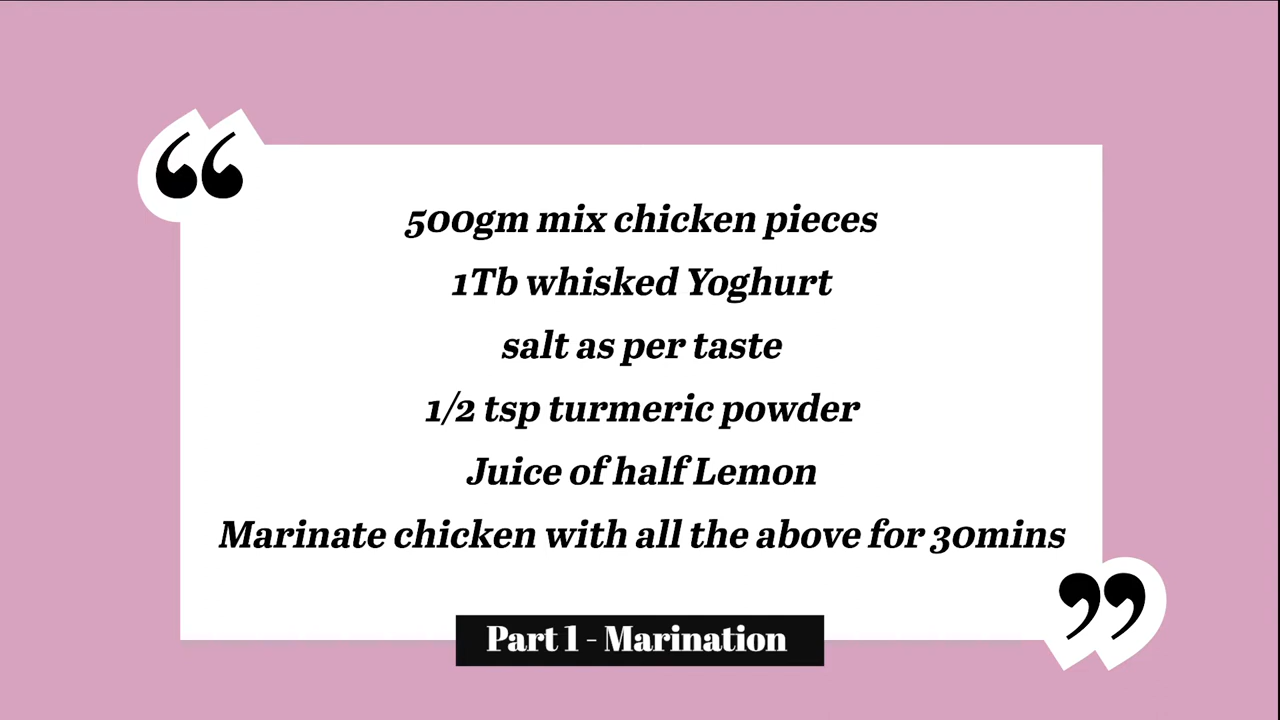 500gm mix chicken pieces
1Tb whisked Yoghurt
salt as per taste
1/2 tsp turmeric powder
Juice of half Lemon
Marinate chicken with all the above for 30mins
Part 1 - Marination